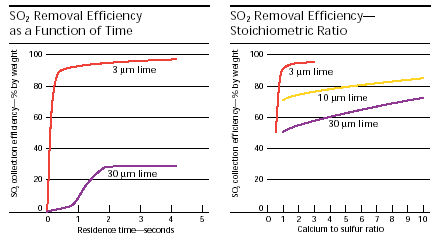 SO₂ Removal Efficiency
as a Function of Time
SO₂ collection efficiency—% by weight
100
80
60
40
20
0
3 µm lime
30 µm lime
0 1 2 3 4 5
Residence time—seconds
SO₂ Removal Efficiency—
Stoichiometric Ratio
SO₂ collection efficiency—% by weight
100
80
60
40
20
0
3 µm lime
10 µm lime
30 µm lime
0 1 2 3 4 5 6 7 8 9 10
Calcium to sulfur ratio